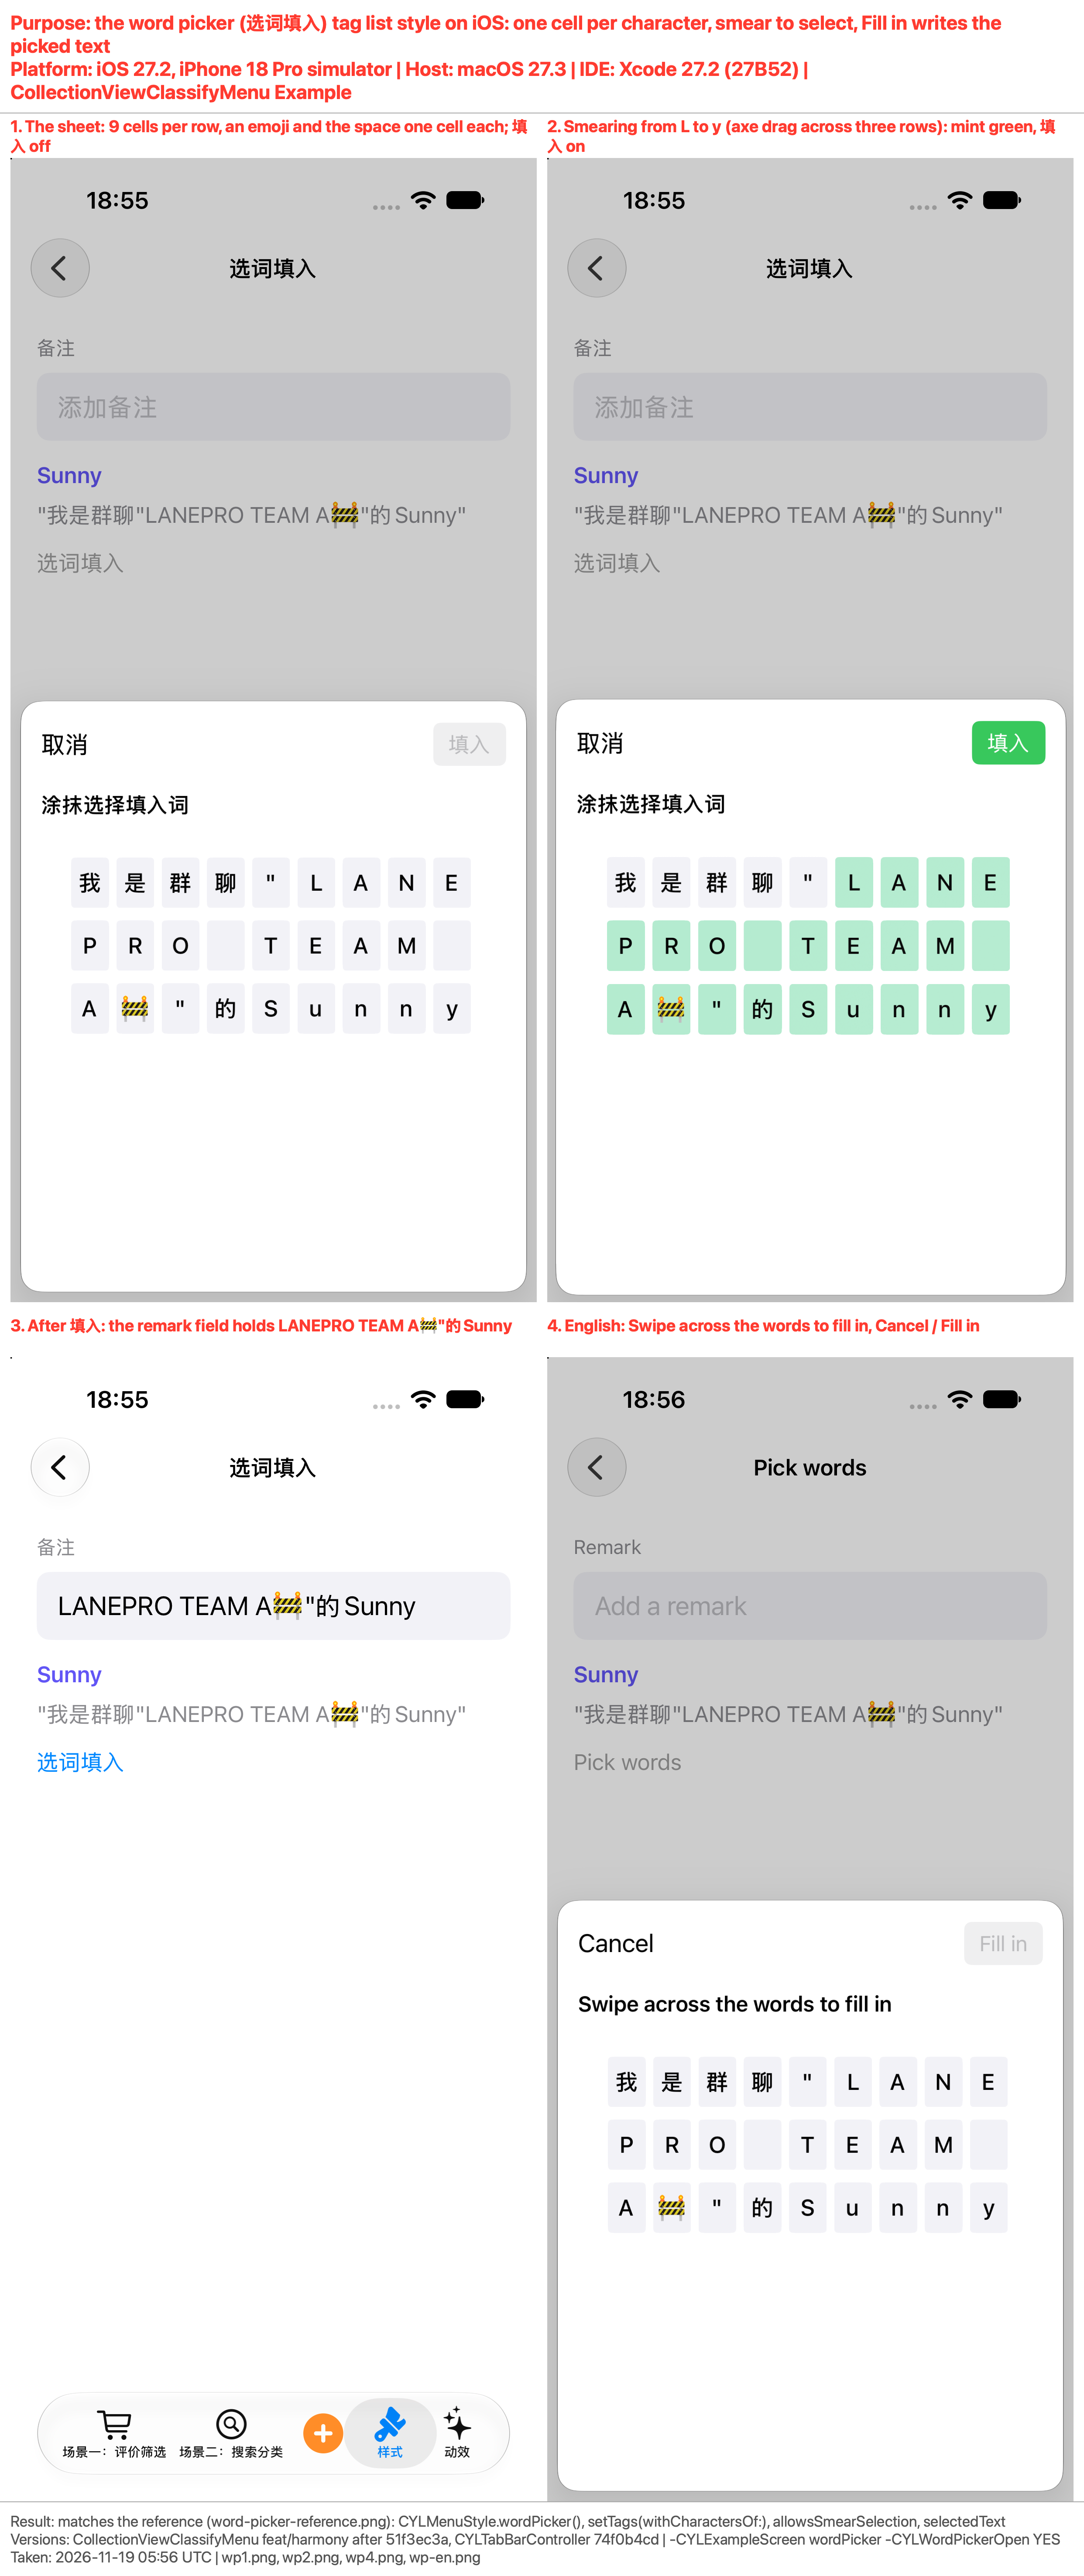 Purpose: the word picker (选词填入) tag list style on iOS: one cell per character, smear to select, Fill in writes the
picked text
Platform: iOS 27.2, iPhone 18 Pro simulator | Host: macOS 27.3 | IDE: Xcode 27.2 (27B52) |
CollectionViewClassifyMenu Example
1. The sheet: 9 cells per row, an emoji and the space one cell each; 填
入 off
18:55
选词填入
备注
添加备注
Sunny
"我是群聊"LANEPRO TEAM A🚧"的 Sunny"
选词填入
取消
填入
涂抹选择填入词
我 是 群 聊 " L A N E
P R O T E A M
A 🚧 " 的 S u n n y
2. Smearing from L to y (axe drag across three rows): mint green, 填
入 on
18:55
选词填入
备注
添加备注
Sunny
"我是群聊"LANEPRO TEAM A🚧"的 Sunny"
选词填入
取消
填入
涂抹选择填入词
我 是 群 聊 " L A N E
P R O T E A M
A 🚧 " 的 S u n n y
3. After 填入: the remark field holds LANEPRO TEAM A🚧"的 Sunny
18:55
选词填入
备注
LANEPRO TEAM A🚧"的 Sunny
Sunny
"我是群聊"LANEPRO TEAM A🚧"的 Sunny"
选词填入
场景一：评价筛选
场景二：搜索分类
样式
动效
4. English: Swipe across the words to fill in, Cancel / Fill in
18:56
Pick words
Remark
Add a remark
Sunny
"我是群聊"LANEPRO TEAM A🚧"的 Sunny"
Pick words
Cancel
Fill in
Swipe across the words to fill in
我 是 群 聊 " L A N E
P R O T E A M
A 🚧 " 的 S u n n y
Result: matches the reference (word-picker-reference.png): CYLMenuStyle.wordPicker(), setTags(withCharactersOf:), allowsSmearSelection, selectedText
Versions: CollectionViewClassifyMenu feat/harmony after 51f3ec3a, CYLTabBarController 74f0b4cd | -CYLExampleScreen wordPicker -CYLWordPickerOpen YES
Taken: 2026-11-19 05:56 UTC | wp1.png, wp2.png, wp4.png, wp-en.png